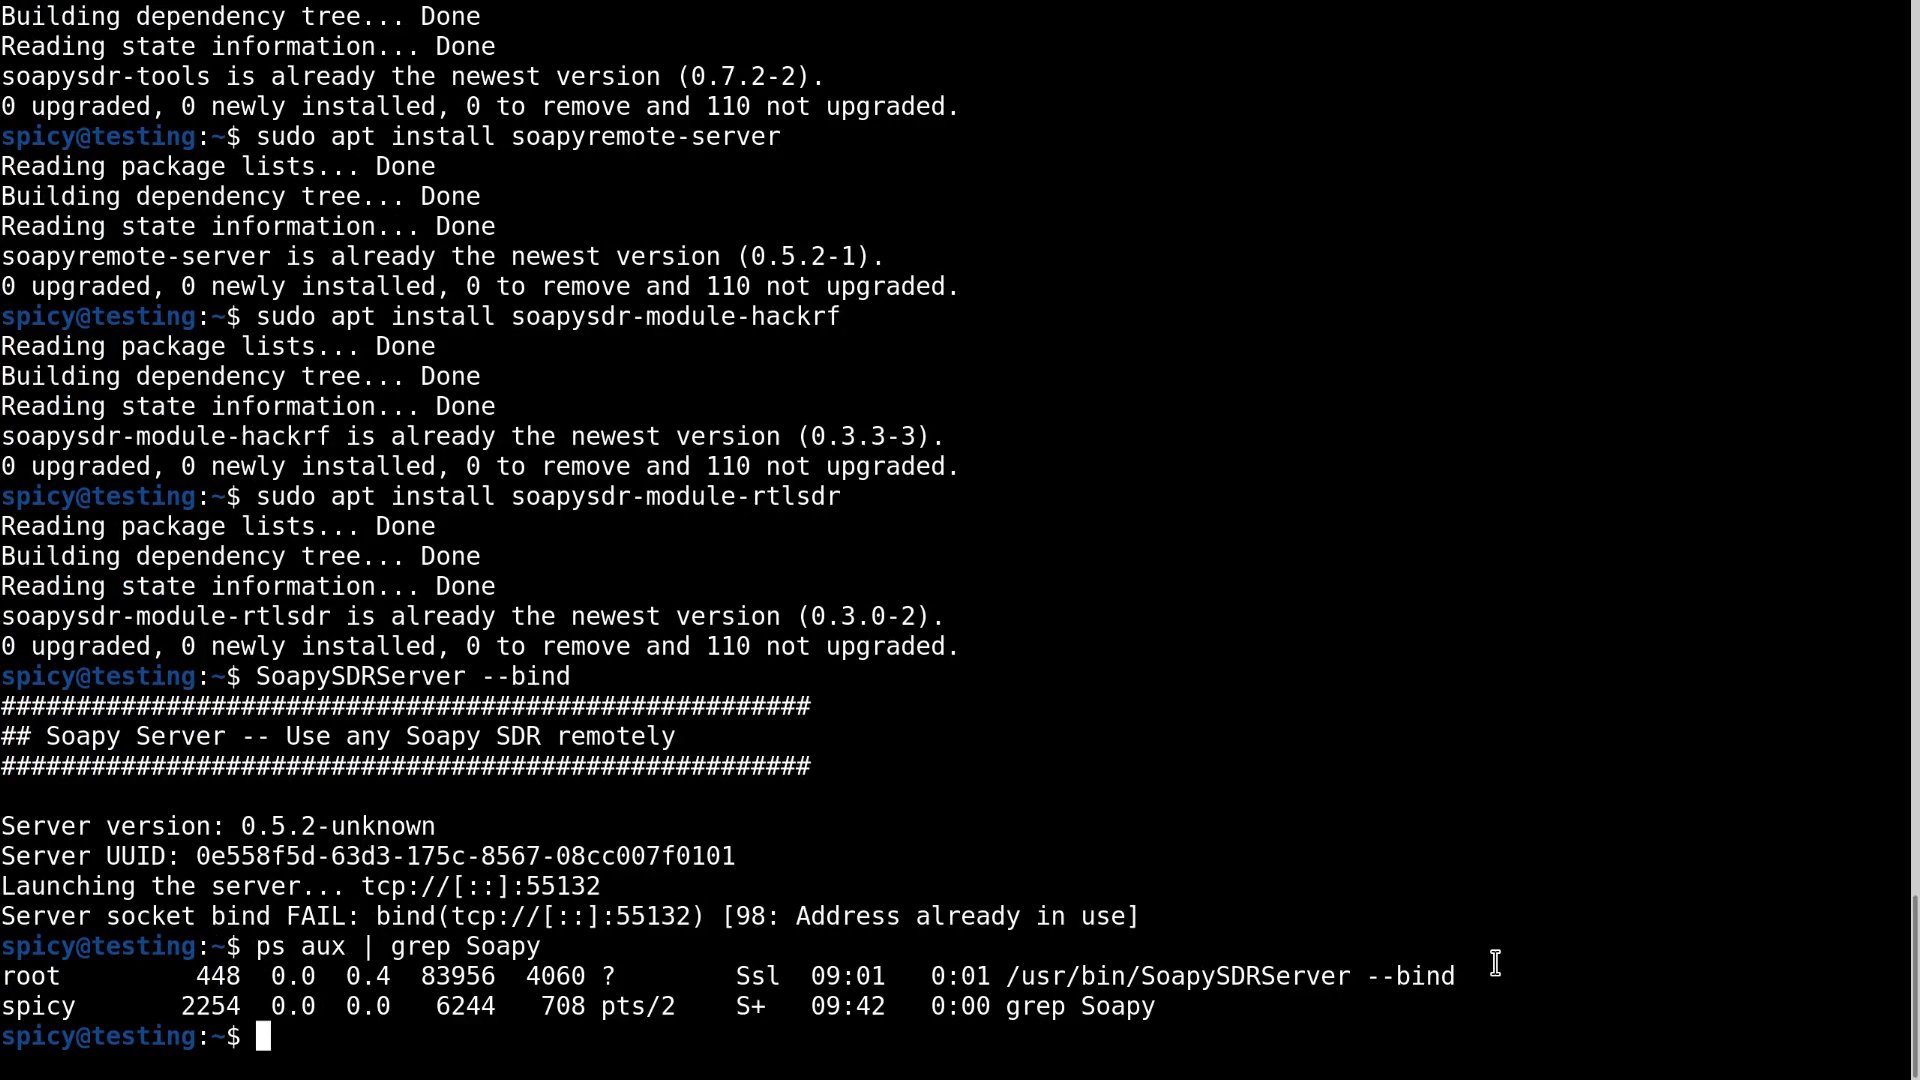 Building dependency tree... Done
Reading state information... Done
soapysdr-tools is already the newest version (0.7.2-2).
0 upgraded, 0 newly installed, 0 to remove and 110 not upgraded.
spicy@testing:~$ sudo apt install soapyremote-server
Reading package lists... Done
Building dependency tree... Done
Reading state information... Done
soapyremote-server is already the newest version (0.5.2-1).
0 upgraded, 0 newly installed, 0 to remove and 110 not upgraded.
spicy@testing:~$ sudo apt install soapysdr-module-hackrf
Reading package lists... Done
Building dependency tree... Done
Reading state information... Done
soapysdr-module-hackrf is already the newest version (0.3.3-3).
0 upgraded, 0 newly installed, 0 to remove and 110 not upgraded.
spicy@testing:~$ sudo apt install soapysdr-module-rtlsdr
Reading package lists... Done
Building dependency tree... Done
Reading state information... Done
soapysdr-module-rtlsdr is already the newest version (0.3.0-2).
0 upgraded, 0 newly installed, 0 to remove and 110 not upgraded.
spicy@testing:~$ SoapySDRServer --bind
######################################################
## Soapy Server -- Use any Soapy SDR remotely
######################################################

Server version: 0.5.2-unknown
Server UUID: 0e558f5d-63d3-175c-8567-08cc007f0101
Launching the server... tcp://[::]:55132
Server socket bind FAIL: bind(tcp://[::]:55132) [98: Address already in use]
spicy@testing:~$ ps aux | grep Soapy
root         448  0.0  0.4  83956  4060 ?        Ssl  09:01   0:01 /usr/bin/SoapySDRServer --bind
spicy       2254  0.0  0.0   6244   708 pts/2    S+   09:42   0:00 grep Soapy
spicy@testing:~$